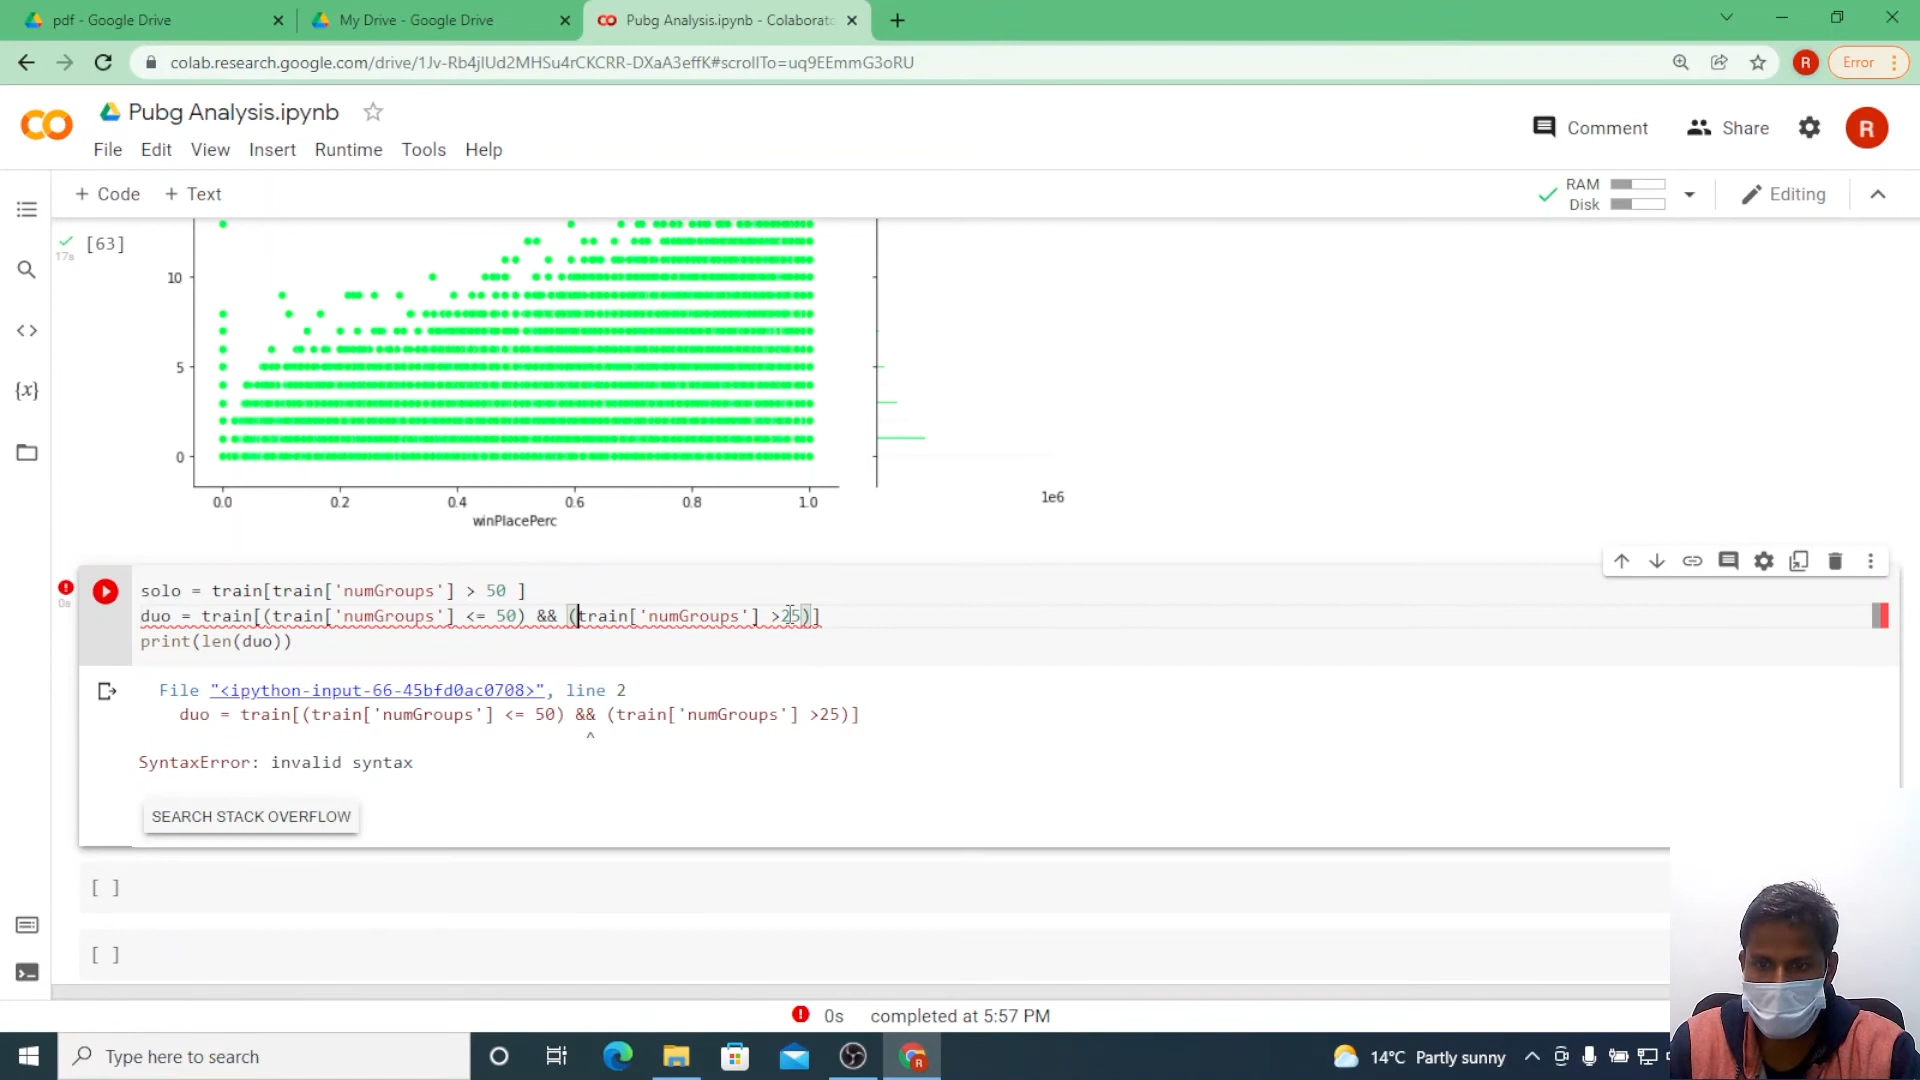 pdf - Google Drive
My Drive - Google Drive
Pubg Analysis.ipynb - Colaborato
colab.research.google.com/drive/1Jv-Rb4jlUd2MHSu4rCKCRR-DXaA3effK#scrollTo=uq9EEmmG3oRU
R
Error
CO
Pubg Analysis.ipynb
File Edit View Insert Runtime Tools Help
Comment
Share
R
+ Code + Text
RAM
Disk
Editing
[63]
17s
10
5
0
0.0 0.2 0.4 0.6 0.8 1.0
winPlacePerc
1e6
{x}
0s
solo = train[train['numGroups'] > 50 ]
duo = train[(train['numGroups'] <= 50) && (train['numGroups'] >25)]
print(len(duo))
File "<ipython-input-66-45bfd0ac0708>", line 2
duo = train[(train['numGroups'] <= 50) && (train['numGroups'] >25)]
^
SyntaxError: invalid syntax
SEARCH STACK OVERFLOW
[ ]
[ ]
0s completed at 5:57 PM
Type here to search
14°C Partly sunny